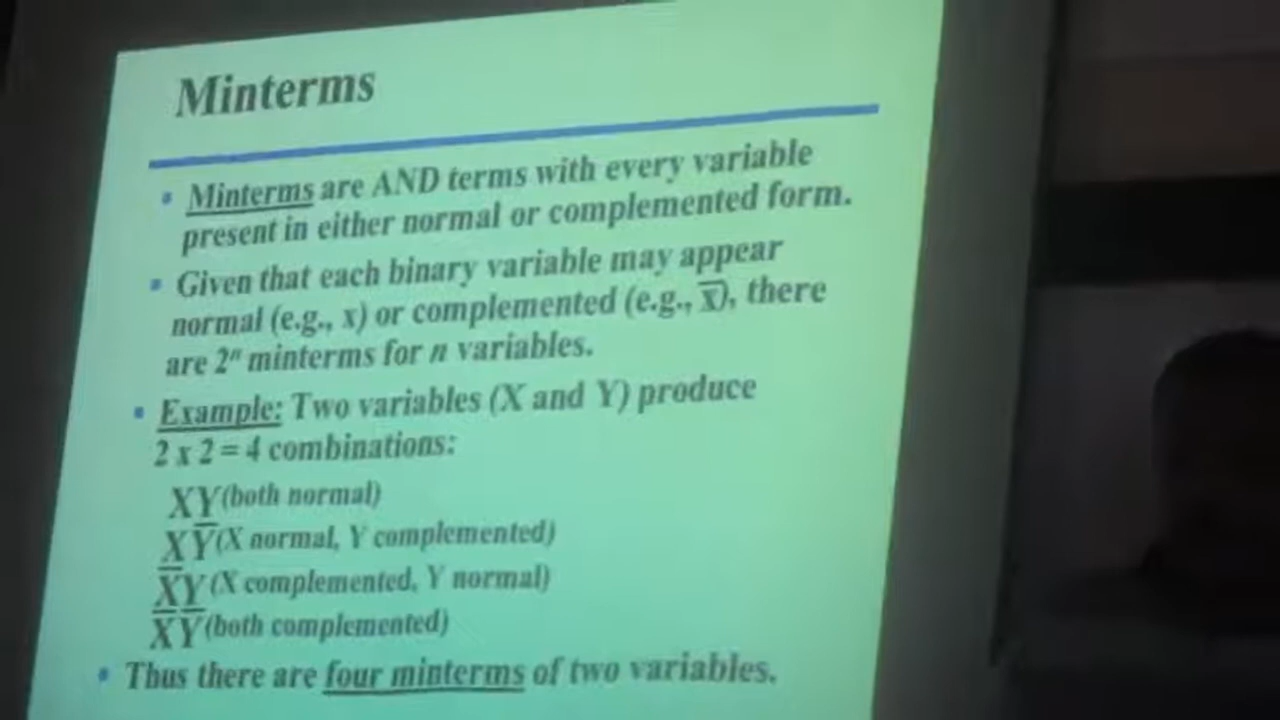 Minterms
• Minterms are AND terms with every variable
present in either normal or complemented form.
• Given that each binary variable may appear
normal (e.g., x) or complemented (e.g., x̅), there
are 2ⁿ minterms for n variables.
• Example: Two variables (X and Y) produce
2 x 2 = 4 combinations:
XY (both normal)
XY̅ (X normal, Y complemented)
X̅Y (X complemented, Y normal)
X̅Y̅ (both complemented)
• Thus there are four minterms of two variables.